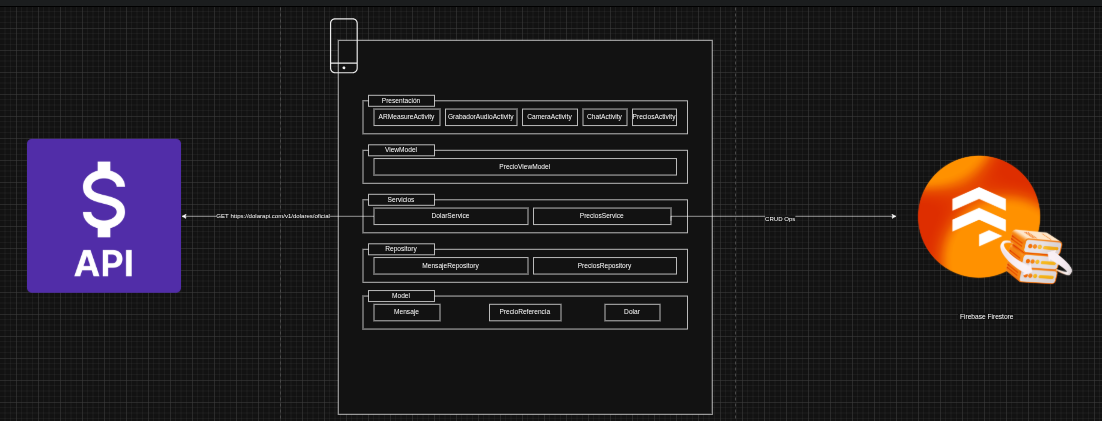 Presentación
ARMeasureActivity
GrabadorAudioActivity
CameraActivity
ChatActivity
PreciosActivity
ViewModel
PrecioViewModel
Servicios
DolarService
PreciosService
GET https://dolarapi.com/v1/dolares/oficial
CRUD Ops
API
Repository
MensajeRepository
PreciosRepository
Model
Mensaje
PrecioReferencia
Dolar
Firebase Firestore